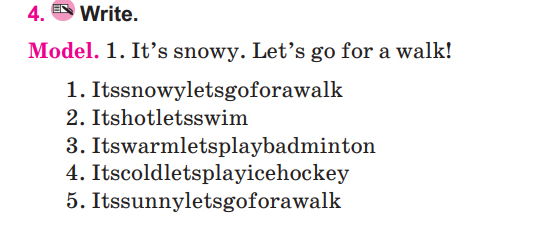 4. Write.
Model. 1. It's snowy. Let's go for a walk!
1. Itssnowyletsgoforawalk
2. Itshotletsswim
3. Itswarmletsplaybadminton
4. Itscoldletsplayicehockey
5. Itssunnyletsgoforawalk